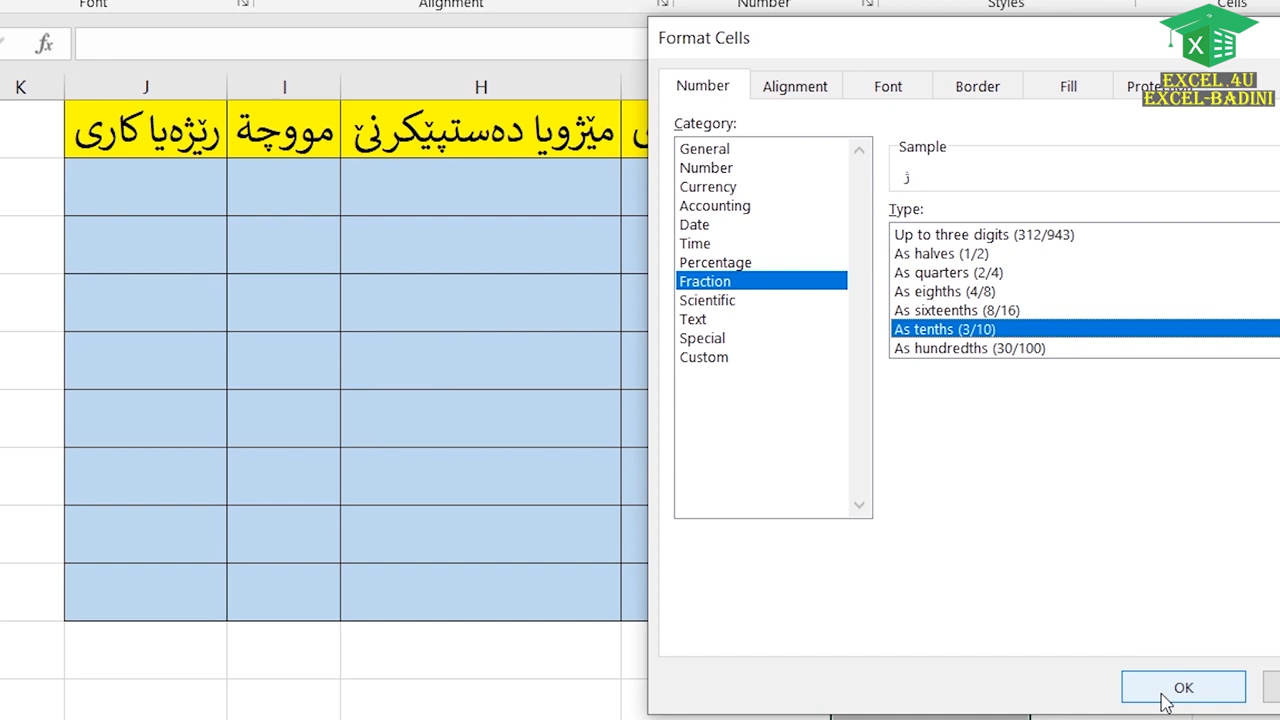 Font
Alignment
Number
Styles
Cells
fx
Format Cells
EXCEL 4U
EXCEL-BADINI
Number
Alignment
Font
Border
Fill
K
J
I
H
رێژەیا کاری
مووچة
مێژویا دەستپێکرنێ
Category:
General
Number
Currency
Accounting
Date
Time
Percentage
Fraction
Scientific
Text
Special
Custom
Sample
ژ
Type:
Up to three digits (312/943)
As halves (1/2)
As quarters (2/4)
As eighths (4/8)
As sixteenths (8/16)
As tenths (3/10)
As hundredths (30/100)
OK